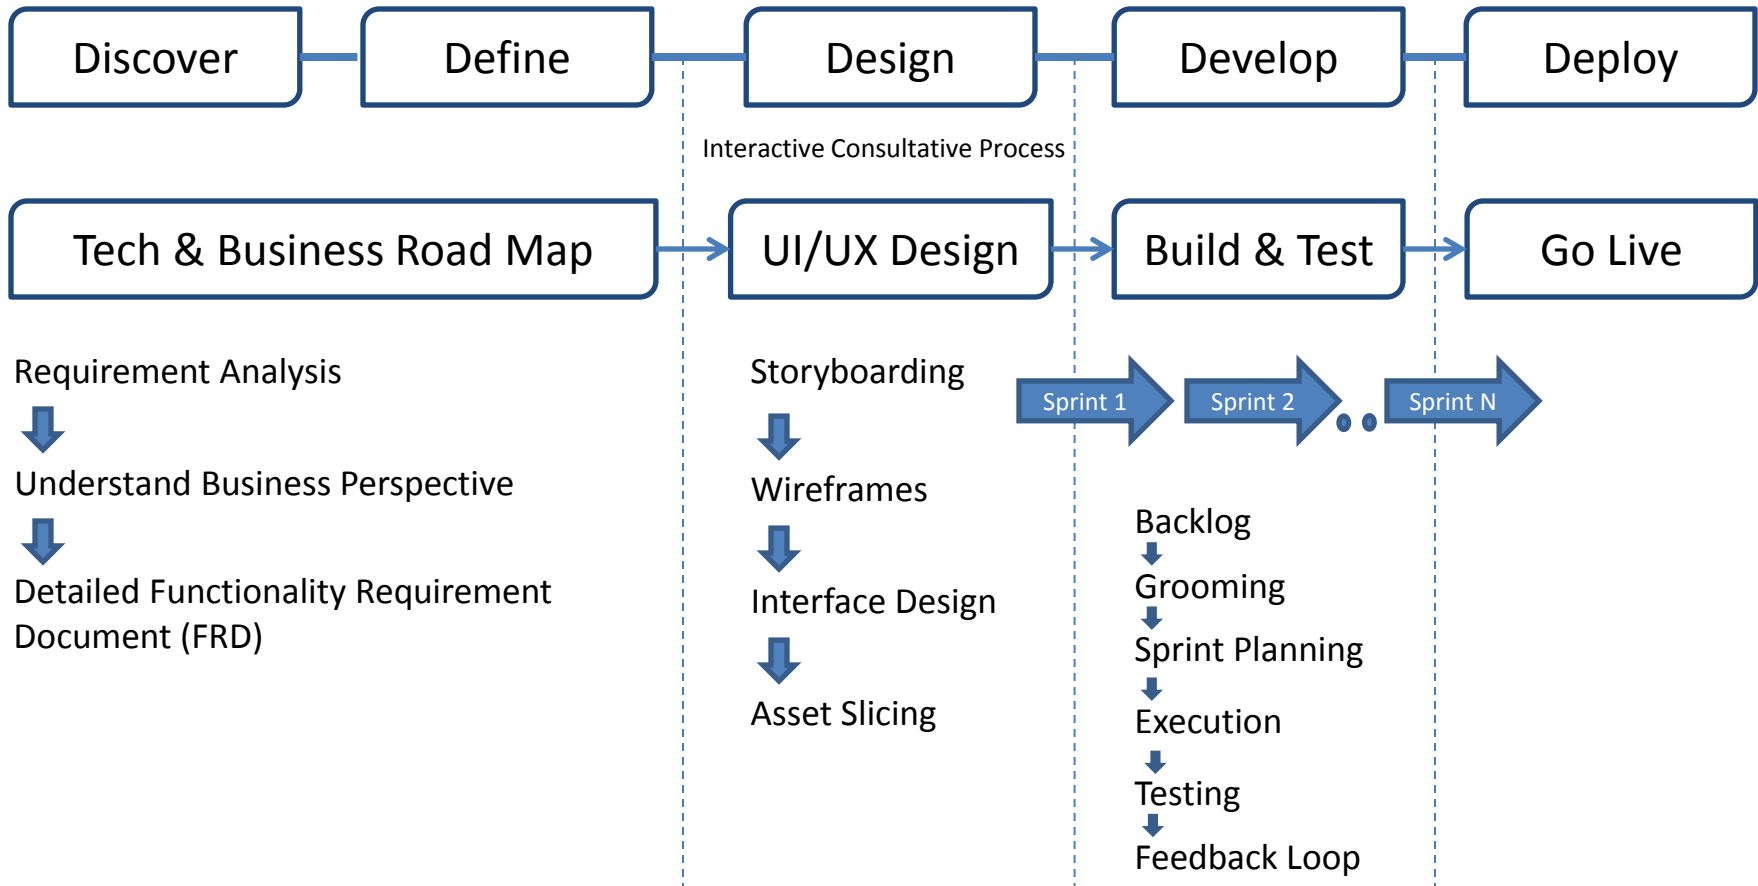 Discover
Define
Design
Develop
Deploy
Interactive Consultative Process
Tech & Business Road Map
UI/UX Design
Build & Test
Go Live
Requirement Analysis
Understand Business Perspective
Detailed Functionality Requirement
Document (FRD)
Storyboarding
Wireframes
Interface Design
Asset Slicing
Sprint 1
Sprint 2
Sprint N
Backlog
Grooming
Sprint Planning
Execution
Testing
Feedback Loop